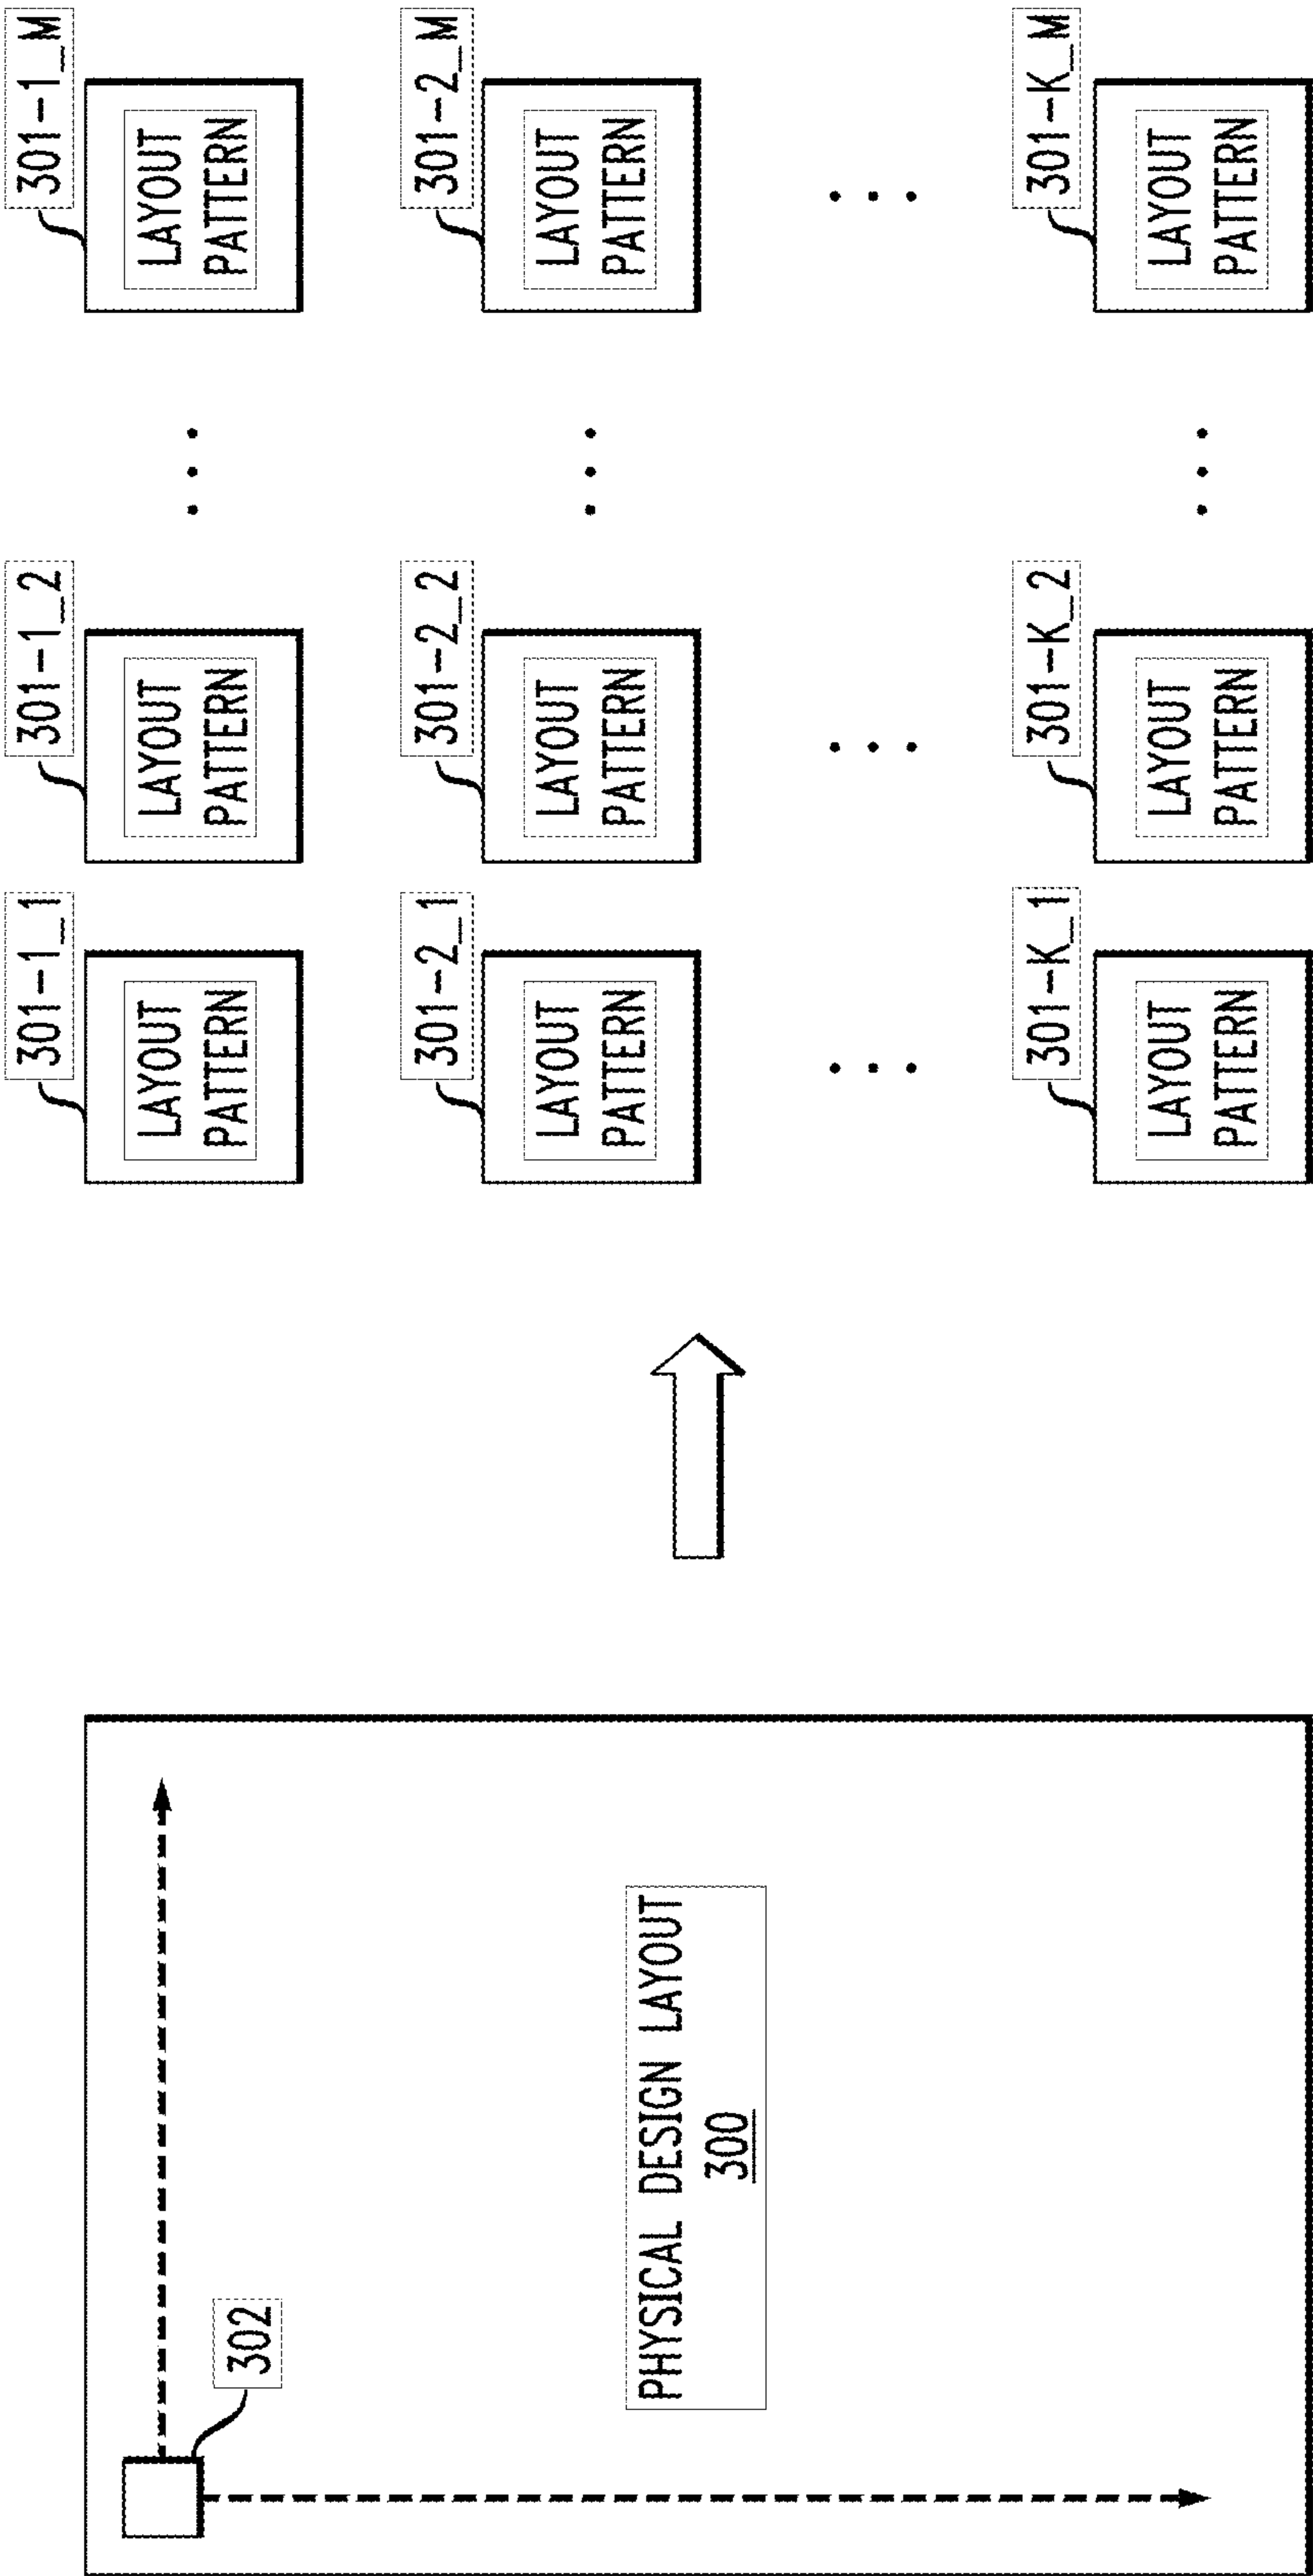 302
PHYSICAL DESIGN LAYOUT
300
301-1_1
LAYOUT
PATTERN
301-1_2
LAYOUT
PATTERN
301-1_M
LAYOUT
PATTERN
301-2_1
LAYOUT
PATTERN
301-2_2
LAYOUT
PATTERN
301-2_M
LAYOUT
PATTERN
301-K_1
LAYOUT
PATTERN
301-K_2
LAYOUT
PATTERN
301-K_M
LAYOUT
PATTERN